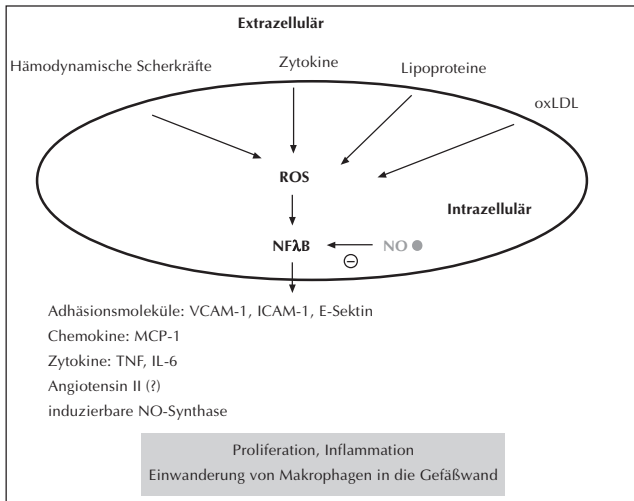 Extrazellulär
Hämodynamische Scherkräfte
Zytokine
Lipoproteine
oxLDL
ROS
Intrazellulär
NFλB
NO
Adhäsionsmoleküle: VCAM-1, ICAM-1, E-Sektin
Chemokine: MCP-1
Zytokine: TNF, IL-6
Angiotensin II (?)
induzierbare NO-Synthase
Proliferation, Inflammation
Einwanderung von Makrophagen in die Gefäßwand